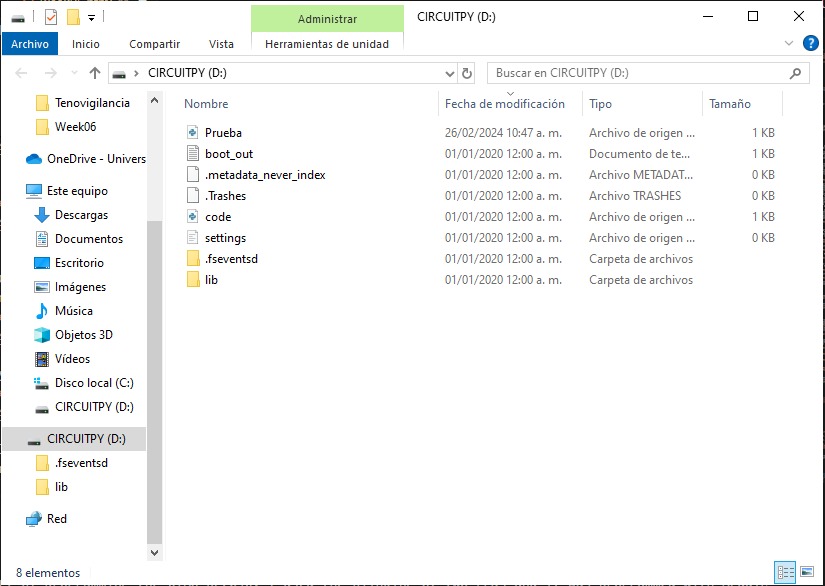 Administrar
CIRCUITPY (D:)
Archivo Inicio Compartir Vista Herramientas de unidad
CIRCUITPY (D:) Buscar en CIRCUITPY (D:)
Tenovigilancia
Week06
OneDrive - Univers
Este equipo
Descargas
Documentos
Escritorio
Imágenes
Música
Objetos 3D
Vídeos
Disco local (C:)
CIRCUITPY (D:)
CIRCUITPY (D:)
.fseventsd
lib
Red
Nombre Fecha de modificación Tipo Tamaño
Prueba 26/02/2024 10:47 a. m. Archivo de origen ... 1 KB
boot_out 01/01/2020 12:00 a. m. Documento de te... 1 KB
.metadata_never_index 01/01/2020 12:00 a. m. Archivo METADAT... 0 KB
.Trashes 01/01/2020 12:00 a. m. Archivo TRASHES 0 KB
code 01/01/2020 12:00 a. m. Archivo de origen ... 1 KB
settings 01/01/2020 12:00 a. m. Archivo de origen ... 0 KB
.fseventsd 01/01/2020 12:00 a. m. Carpeta de archivos
lib 01/01/2020 12:00 a. m. Carpeta de archivos
8 elementos